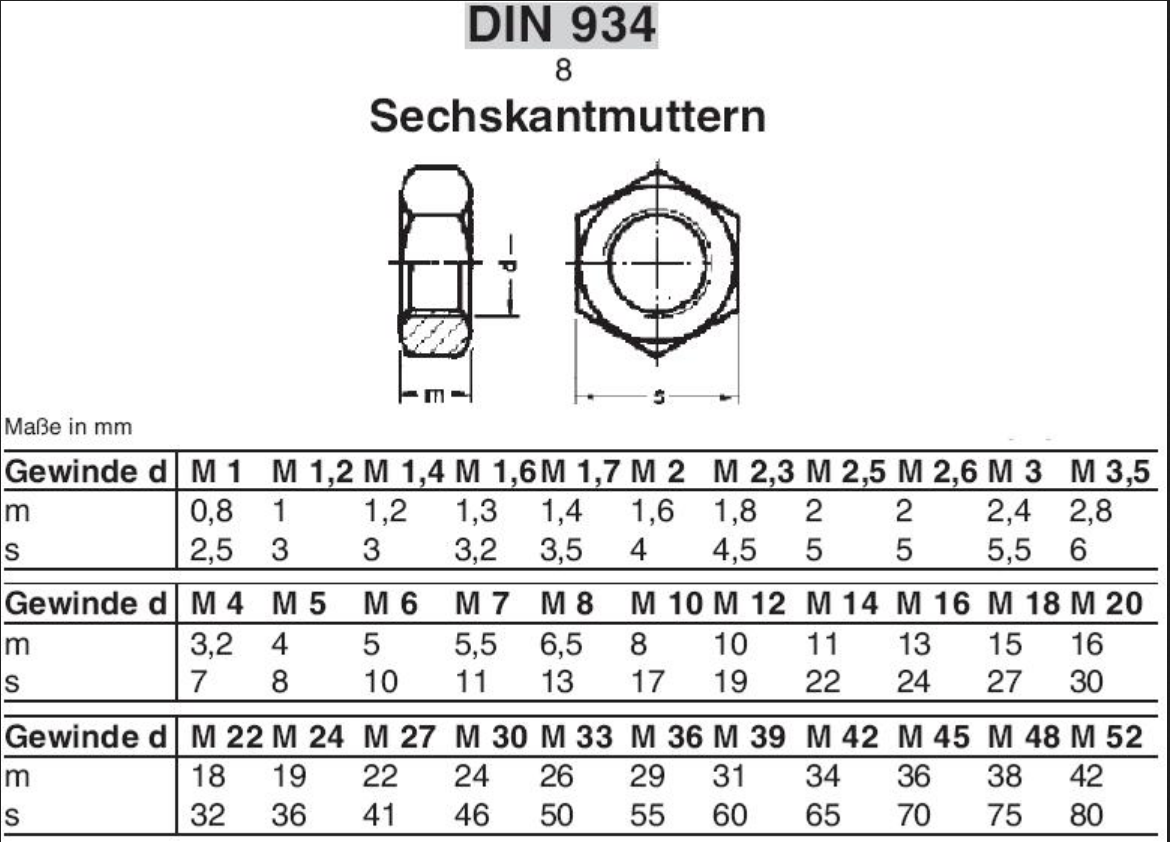 DIN 934
8
Sechskantmuttern
d
m
s
Maße in mm
Gewinde d M 1 M 1,2 M 1,4 M 1,6 M 1,7 M 2 M 2,3 M 2,5 M 2,6 M 3 M 3,5
m 0,8 1 1,2 1,3 1,4 1,6 1,8 2 2 2,4 2,8
s 2,5 3 3 3,2 3,5 4 4,5 5 5 5,5 6
Gewinde d M 4 M 5 M 6 M 7 M 8 M 10 M 12 M 14 M 16 M 18 M 20
m 3,2 4 5 5,5 6,5 8 10 11 13 15 16
s 7 8 10 11 13 17 19 22 24 27 30
Gewinde d M 22 M 24 M 27 M 30 M 33 M 36 M 39 M 42 M 45 M 48 M 52
m 18 19 22 24 26 29 31 34 36 38 42
s 32 36 41 46 50 55 60 65 70 75 80